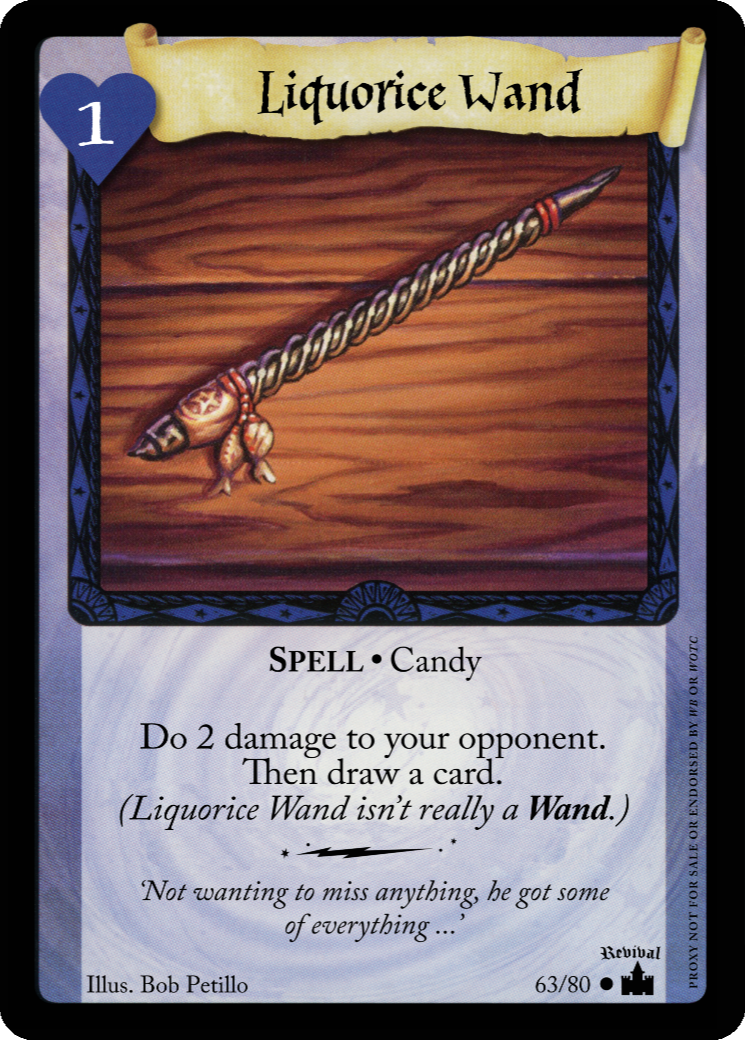 Liquorice Wand
1
SPELL • Candy
Do 2 damage to your opponent.
Then draw a card.
(Liquorice Wand isn't really a Wand.)
'Not wanting to miss anything, he got some
of everything ...'
Revival
Illus. Bob Petillo
63/80 ●
PROXY NOT FOR SALE OR ENDORSED BY WB OR WOTC